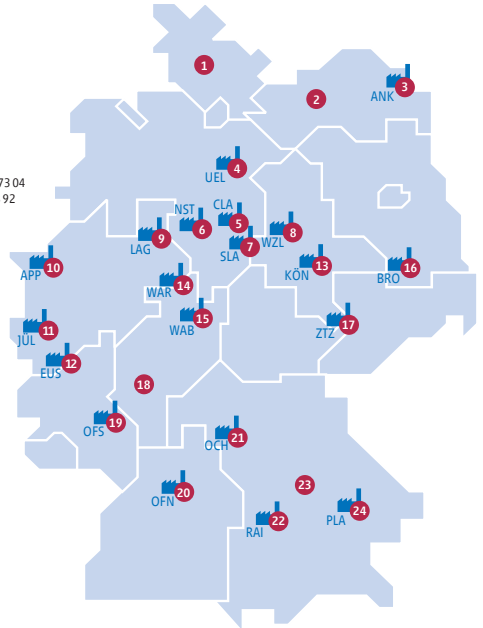 1
2
3
ANK
4
UEL
73 04
92
CLA
5
NST
6
7
SLA
8
WZL
9
LAG
10
APP
13
KÖN
16
BRO
14
WAR
11
JÜL
15
WAB
17
ZTZ
12
EUS
18
19
OFS
21
OCH
20
OFN
23
22
RAI
24
PLA